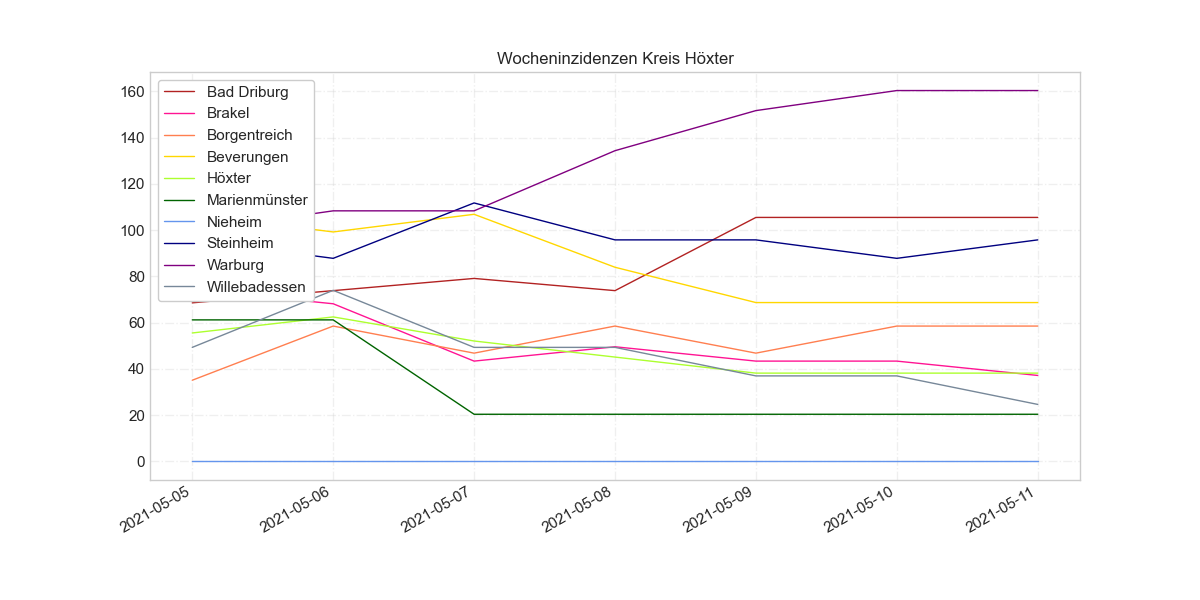 Wocheninzidenzen Kreis Höxter
160
140
120
100
80
60
40
20
0
Bad Driburg
Brakel
Borgentreich
Beverungen
Höxter
Marienmünster
Nieheim
Steinheim
Warburg
Willebadessen
2021-05-05
2021-05-06
2021-05-07
2021-05-08
2021-05-09
2021-05-10
2021-05-11